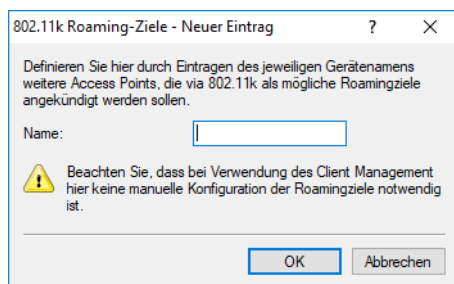 802.11k Roaming-Ziele - Neuer Eintrag
Definieren Sie hier durch Eintragen des jeweiligen Gerätenamens
weitere Access Points, die via 802.11k als mögliche Roamingziele
angekündigt werden sollen.
Name:
Beachten Sie, dass bei Verwendung des Client Management
hier keine manuelle Konfiguration der Roamingziele notwendig
ist.
OK Abbrechen